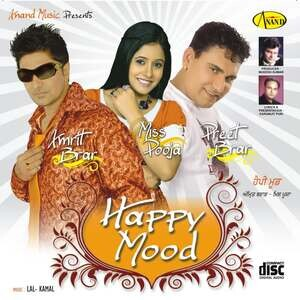 Anand Music Presents
ANAND
PRODUCER
Amrit
Brar
Miss
Pooja
Preet
Brar
ਹੈਪੀ ਮੂਡ
Happy
Mood
MUSIC LAL- KAMAL
COMPACT
disc
DIGITAL AUDIO